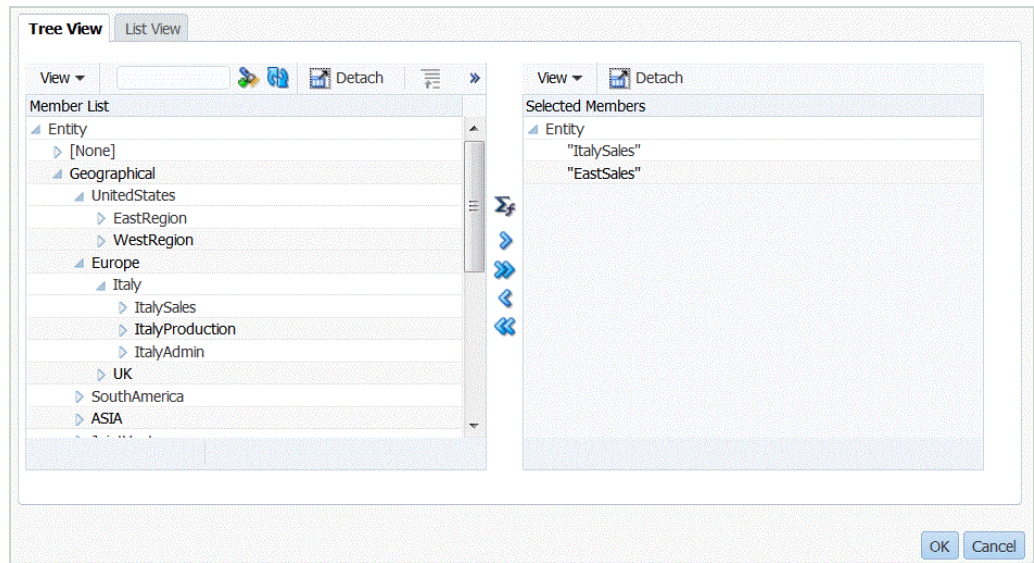 Tree View List View
View Detach
Member List
Entity
[None]
Geographical
UnitedStates
EastRegion
WestRegion
Europe
Italy
ItalySales
ItalyProduction
ItalyAdmin
UK
SouthAmerica
ASIA
View Detach
Selected Members
Entity
"ItalySales"
"EastSales"
OK Cancel